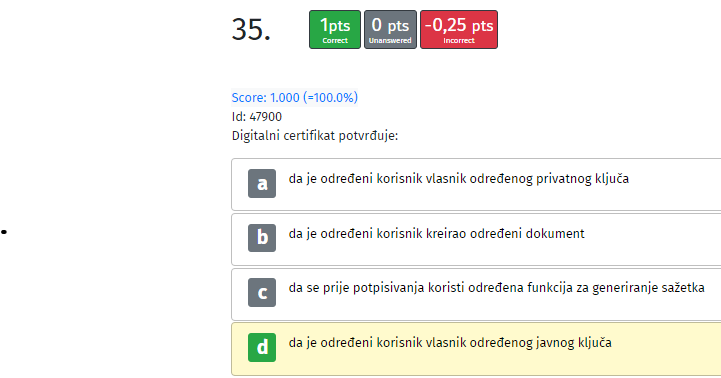 35.
1pts
Correct
0 pts
Unanswered
-0,25 pts
Incorrect
Score: 1.000 (=100.0%)
Id: 47900
Digitalni certifikat potvrđuje:
a da je određeni korisnik vlasnik određenog privatnog ključa
b da je određeni korisnik kreirao određeni dokument
c da se prije potpisivanja koristi određena funkcija za generiranje sažetka
d da je određeni korisnik vlasnik određenog javnog ključa